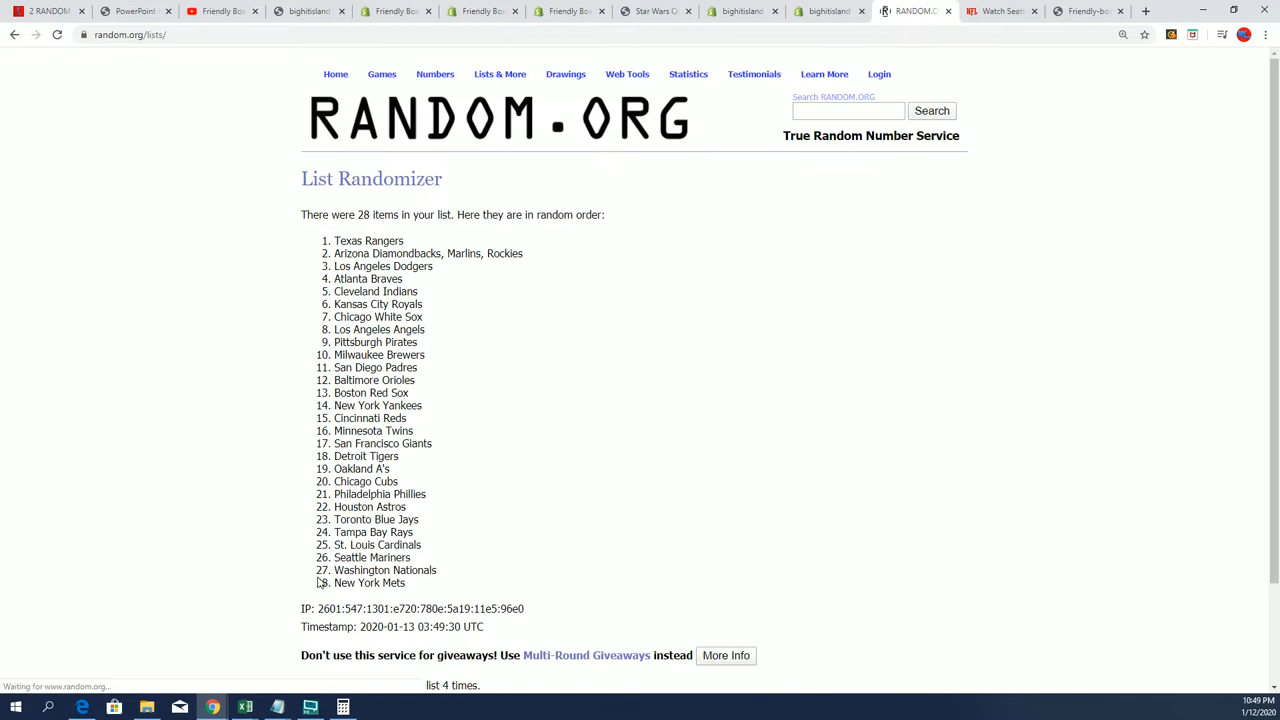 2 RANDOM
PowerPoint
Friendly Box
bighitisland
Friendly Box
Friendly Box
Friendly Box
Star Wars G
bighitisland
bighitisland
RANDOM.O
Watch Seatt
Friendly-box
random.org/lists/
Home Games Numbers Lists & More Drawings Web Tools Statistics Testimonials Learn More Login
Search RANDOM.ORG
RANDOM.ORG
Search
True Random Number Service
List Randomizer
There were 28 items in your list. Here they are in random order:
1. Texas Rangers
2. Arizona Diamondbacks, Marlins, Rockies
3. Los Angeles Dodgers
4. Atlanta Braves
5. Cleveland Indians
6. Kansas City Royals
7. Chicago White Sox
8. Los Angeles Angels
9. Pittsburgh Pirates
10. Milwaukee Brewers
11. San Diego Padres
12. Baltimore Orioles
13. Boston Red Sox
14. New York Yankees
15. Cincinnati Reds
16. Minnesota Twins
17. San Francisco Giants
18. Detroit Tigers
19. Oakland A's
20. Chicago Cubs
21. Philadelphia Phillies
22. Houston Astros
23. Toronto Blue Jays
24. Tampa Bay Rays
25. St. Louis Cardinals
26. Seattle Mariners
27. Washington Nationals
28. New York Mets
IP: 2601:547:1301:e720:780e:5a19:11e5:96e0
Timestamp: 2020-01-13 03:49:30 UTC
Don't use this service for giveaways! Use Multi-Round Giveaways instead More Info
Waiting for www.random.org...
list 4 times.
10:49 PM
1/12/2020